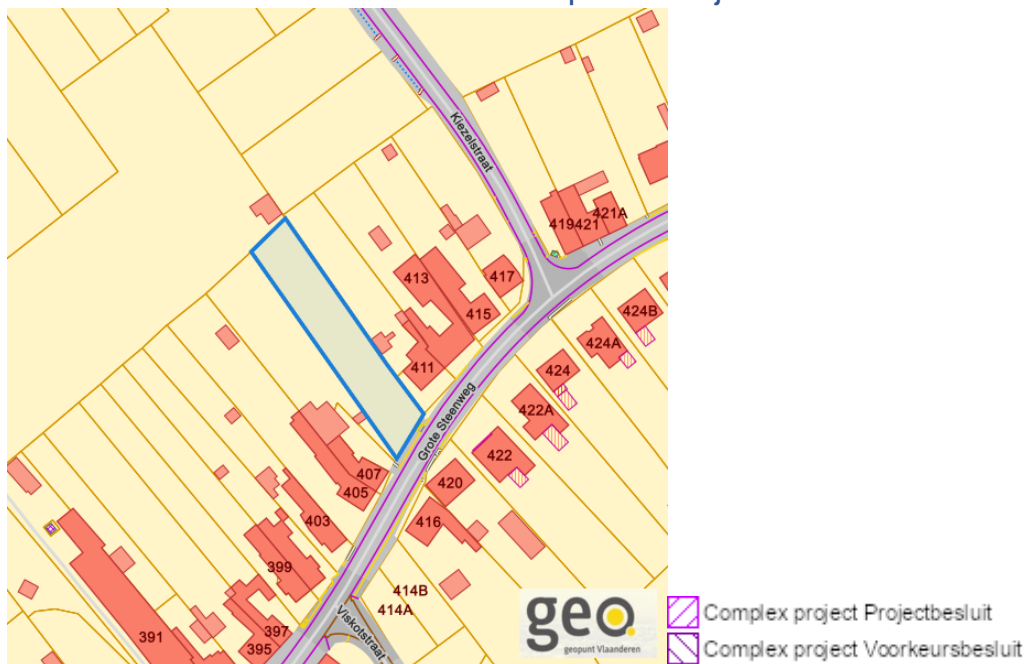 Kiezelstraat
419
421
421A
413
417
415
424B
411
424A
424
Grote Steenweg
422A
422
407
420
405
403
416
399
414B
414A
391
397
Viskotstraat
395
geo
geopunt Vlaanderen
Complex project Projectbesluit
Complex project Voorkeursbesluit